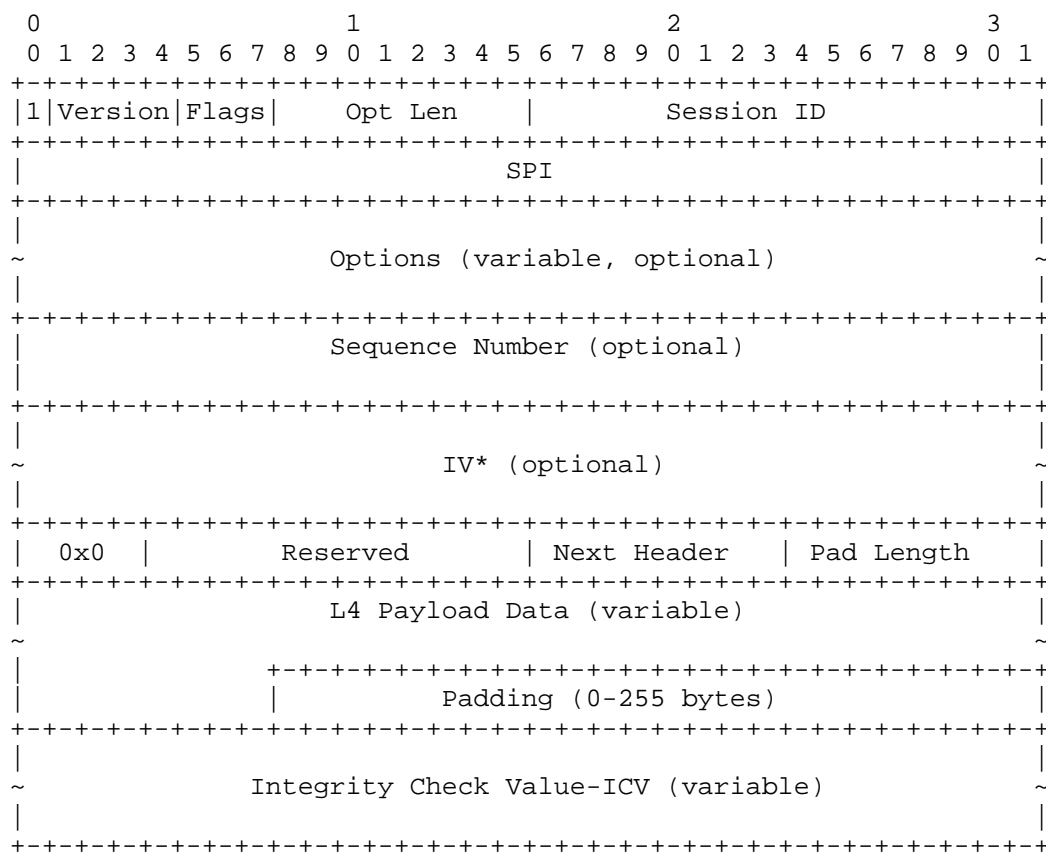 0                   1                   2                   3
 0 1 2 3 4 5 6 7 8 9 0 1 2 3 4 5 6 7 8 9 0 1 2 3 4 5 6 7 8 9 0 1
+-+-+-+-+-+-+-+-+-+-+-+-+-+-+-+-+-+-+-+-+-+-+-+-+-+-+-+-+-+-+-+-+
|1|Version|Flags|    Opt Len    |        Session ID             |
+-+-+-+-+-+-+-+-+-+-+-+-+-+-+-+-+-+-+-+-+-+-+-+-+-+-+-+-+-+-+-+-+
|                              SPI                              |
+-+-+-+-+-+-+-+-+-+-+-+-+-+-+-+-+-+-+-+-+-+-+-+-+-+-+-+-+-+-+-+-+
|                                                               |
~                   Options (variable, optional)                ~
|                                                               |
+-+-+-+-+-+-+-+-+-+-+-+-+-+-+-+-+-+-+-+-+-+-+-+-+-+-+-+-+-+-+-+-+
|                   Sequence Number (optional)                  |
|                                                               |
+-+-+-+-+-+-+-+-+-+-+-+-+-+-+-+-+-+-+-+-+-+-+-+-+-+-+-+-+-+-+-+-+
|                                                               |
~                          IV* (optional)                       ~
|                                                               |
+-+-+-+-+-+-+-+-+-+-+-+-+-+-+-+-+-+-+-+-+-+-+-+-+-+-+-+-+-+-+-+-+
|  0x0  |        Reserved       | Next Header   | Pad Length    |
+-+-+-+-+-+-+-+-+-+-+-+-+-+-+-+-+-+-+-+-+-+-+-+-+-+-+-+-+-+-+-+-+
|                   L4 Payload Data (variable)                  |
~                                                               ~
|               +-+-+-+-+-+-+-+-+-+-+-+-+-+-+-+-+-+-+-+-+-+-+-+-+
|               |          Padding (0-255 bytes)                |
+-+-+-+-+-+-+-+-+-+-+-+-+-+-+-+-+-+-+-+-+-+-+-+-+-+-+-+-+-+-+-+-+
|                                                               |
~              Integrity Check Value-ICV (variable)             ~
|                                                               |
+-+-+-+-+-+-+-+-+-+-+-+-+-+-+-+-+-+-+-+-+-+-+-+-+-+-+-+-+-+-+-+-+